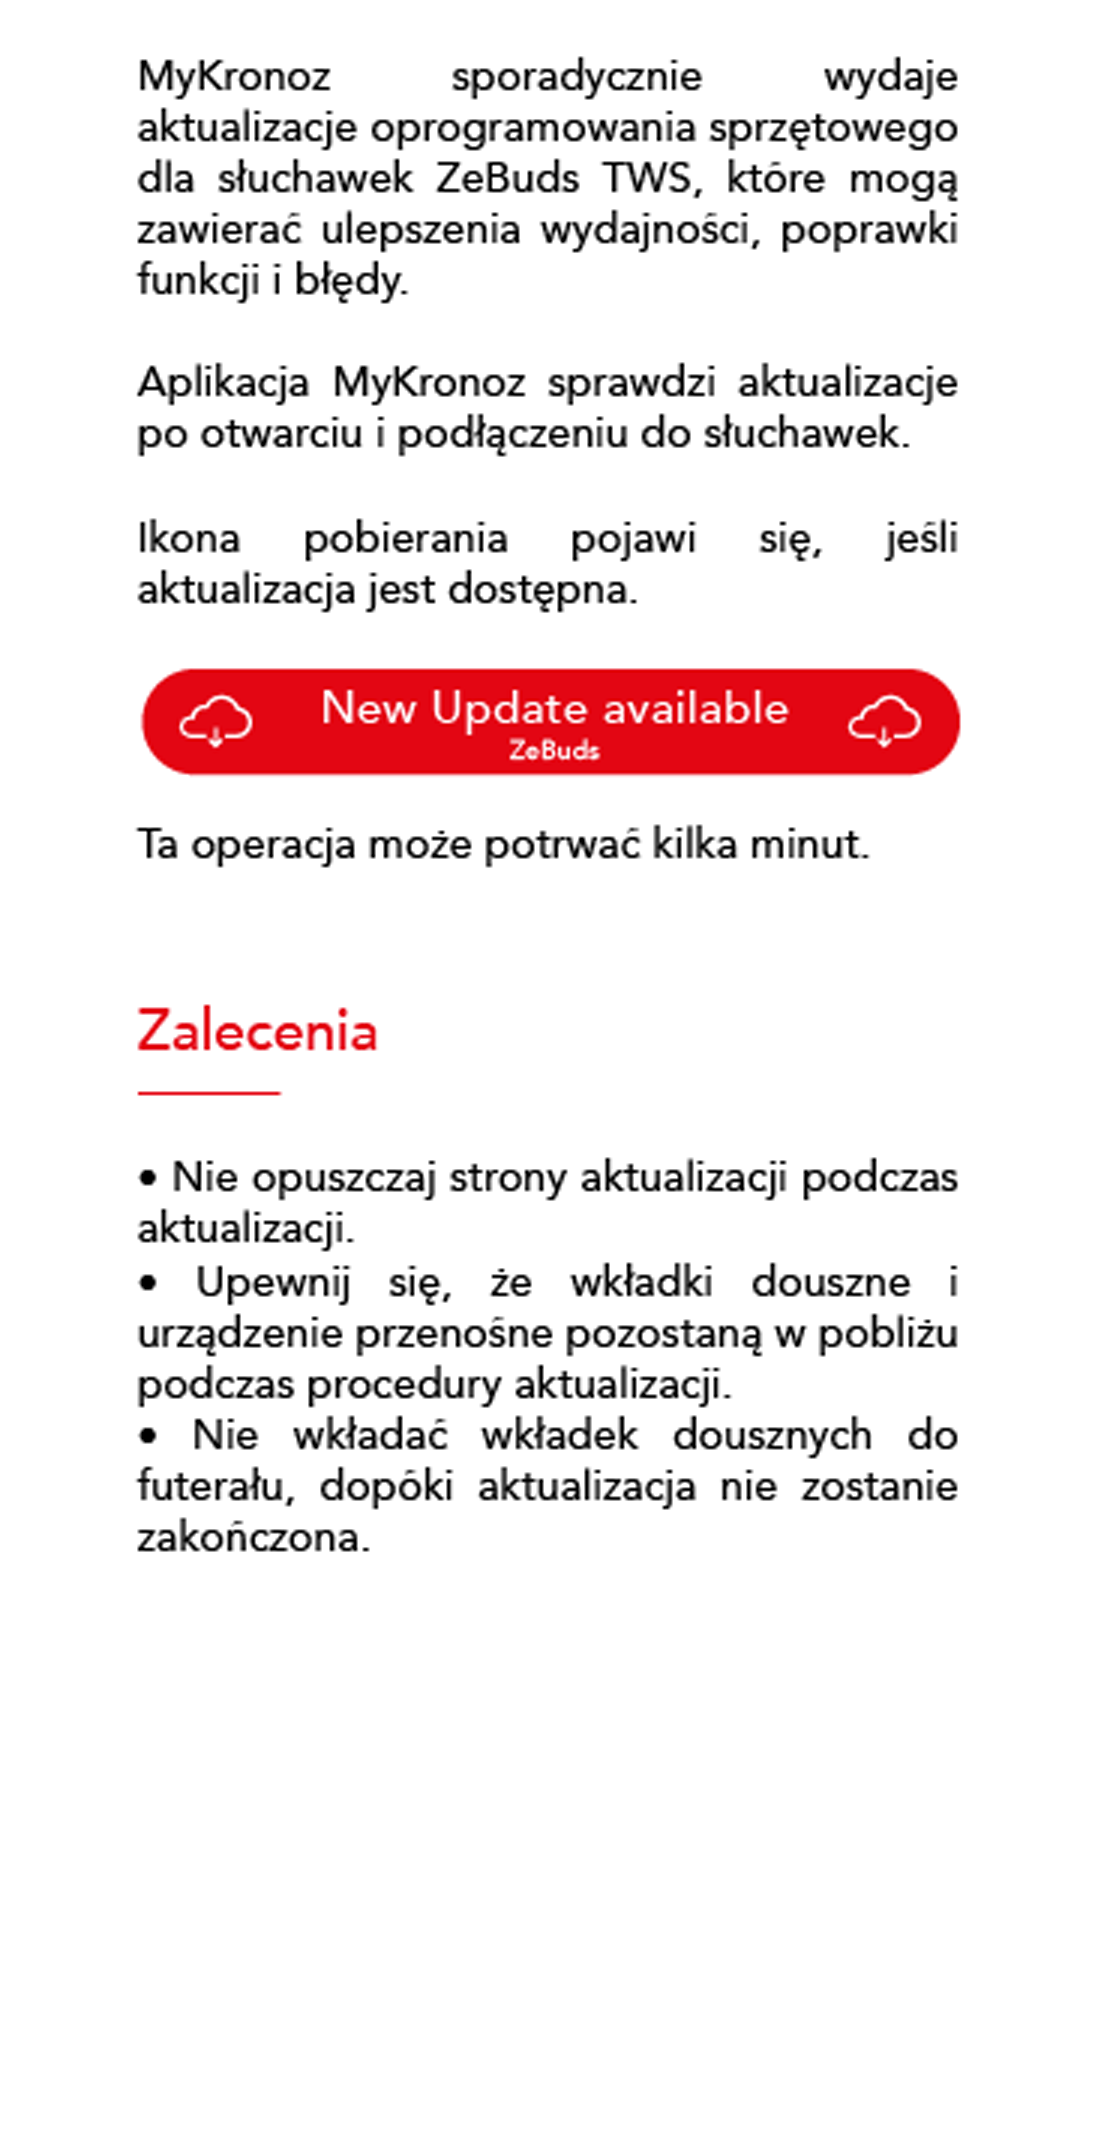 MyKronoz sporadycznie wydaje
aktualizacje oprogramowania sprzętowego
dla słuchawek ZeBuds TWS, które mogą
zawierać ulepszenia wydajności, poprawki
funkcji i błędy.
Aplikacja MyKronoz sprawdzi aktualizacje
po otwarciu i podłączeniu do słuchawek.
Ikona pobierania pojawi się, jeśli
aktualizacja jest dostępna.
New Update available
ZeBuds
Ta operacja może potrwać kilka minut.
Zalecenia
• Nie opuszczaj strony aktualizacji podczas
aktualizacji.
• Upewnij się, że wkładki douszne i
urządzenie przenośne pozostaną w pobliżu
podczas procedury aktualizacji.
• Nie wkładać wkładek dousznych do
futerału, dopóki aktualizacja nie zostanie
zakończona.